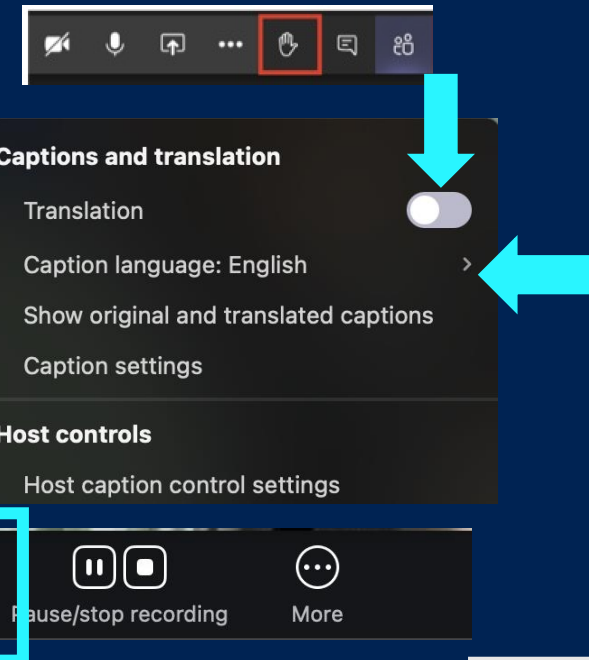 Captions and translation
Translation
Caption language: English
Show original and translated captions
Caption settings
Host controls
Host caption control settings
Pause/stop recording
More